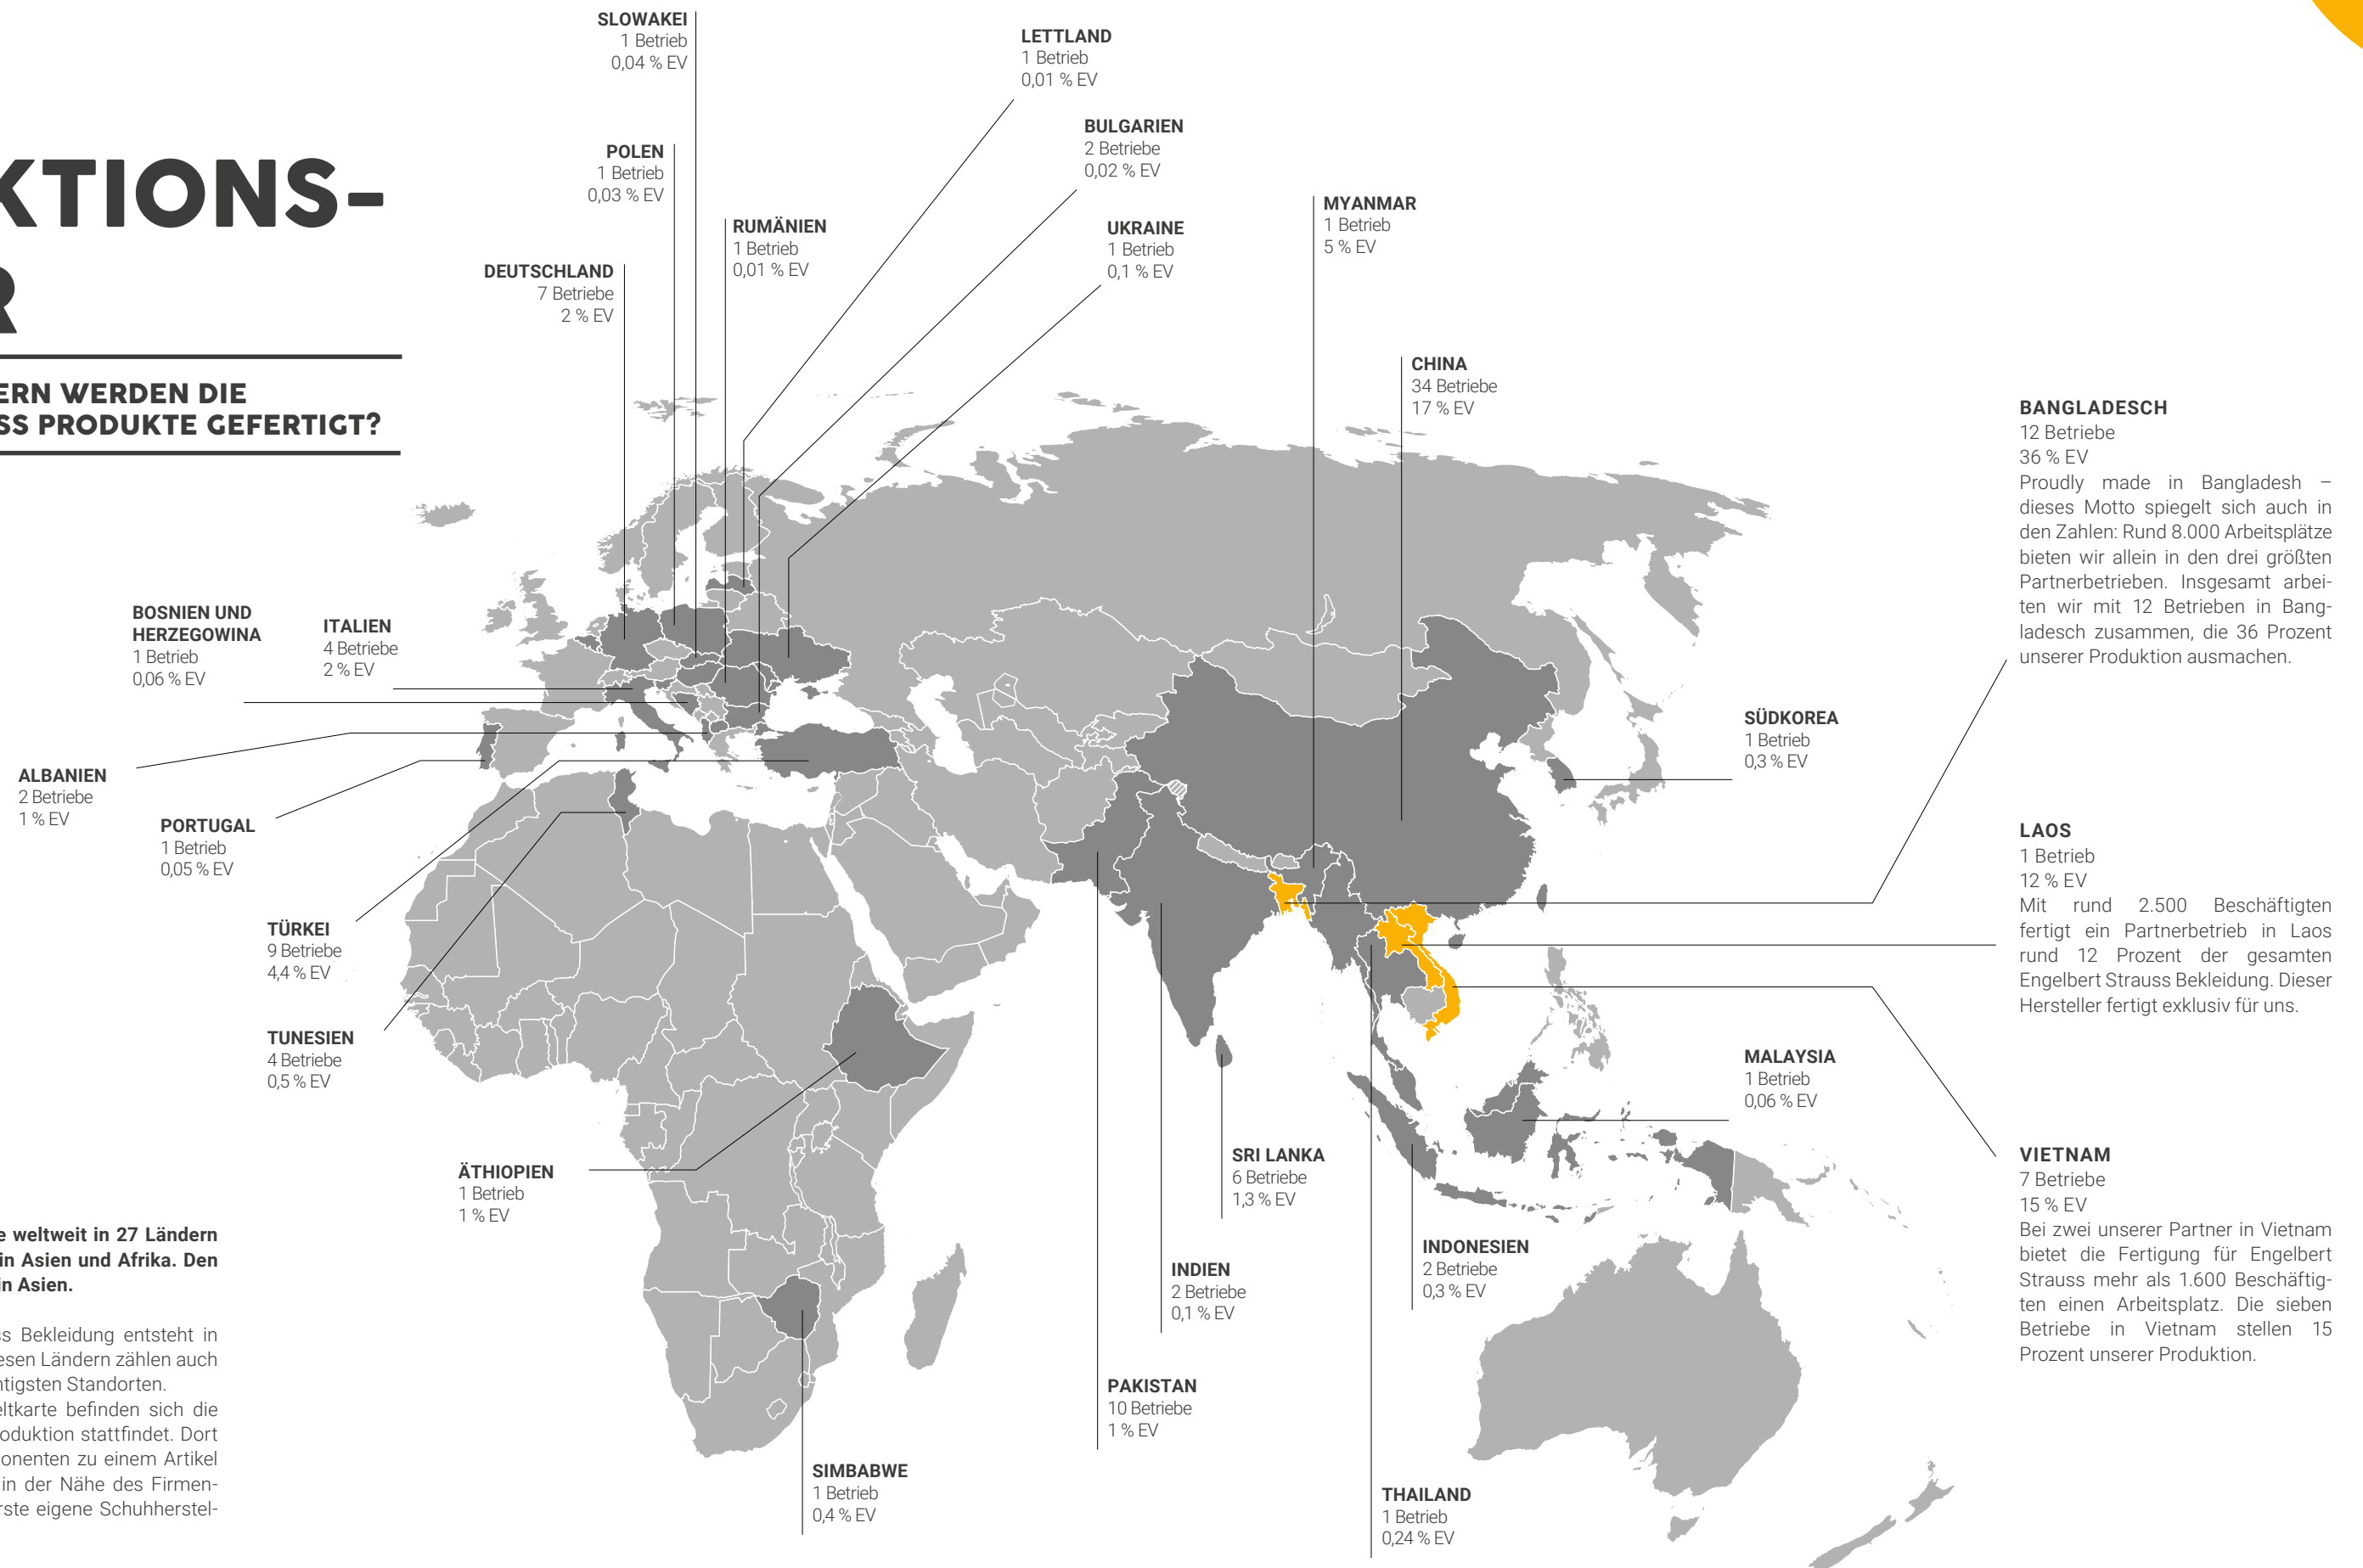 KTIONS-
R
ERN WERDEN DIE
SS PRODUKTE GEFERTIGT?
SLOWAKEI
1 Betrieb
0,04 % EV
LETTLAND
1 Betrieb
0,01 % EV
POLEN
1 Betrieb
0,03 % EV
BULGARIEN
2 Betriebe
0,02 % EV
RUMÄNIEN
1 Betrieb
0,01 % EV
UKRAINE
1 Betrieb
0,1 % EV
MYANMAR
1 Betrieb
5 % EV
DEUTSCHLAND
7 Betriebe
2 % EV
CHINA
34 Betriebe
17 % EV
BANGLADESCH
12 Betriebe
36 % EV
Proudly made in Bangladesh –
dieses Motto spiegelt sich auch in
den Zahlen: Rund 8.000 Arbeitsplätze
bieten wir allein in den drei größten
Partnerbetrieben. Insgesamt arbei-
ten wir mit 12 Betrieben in Bang-
ladesch zusammen, die 36 Prozent
unserer Produktion ausmachen.
BOSNIEN UND
HERZEGOWINA
1 Betrieb
0,06 % EV
ITALIEN
4 Betriebe
2 % EV
SÜDKOREA
1 Betrieb
0,3 % EV
ALBANIEN
2 Betriebe
1 % EV
PORTUGAL
1 Betrieb
0,05 % EV
LAOS
1 Betrieb
12 % EV
Mit rund 2.500 Beschäftigten
fertigt ein Partnerbetrieb in Laos
rund 12 Prozent der gesamten
Engelbert Strauss Bekleidung. Dieser
Hersteller fertigt exklusiv für uns.
TÜRKEI
9 Betriebe
4,4 % EV
TUNESIEN
4 Betriebe
0,5 % EV
MALAYSIA
1 Betrieb
0,06 % EV
ÄTHIOPIEN
1 Betrieb
1 % EV
SRI LANKA
6 Betriebe
1,3 % EV
VIETNAM
7 Betriebe
15 % EV
Bei zwei unserer Partner in Vietnam
bietet die Fertigung für Engelbert
Strauss mehr als 1.600 Beschäftig-
ten einen Arbeitsplatz. Die sieben
Betriebe in Vietnam stellen 15
Prozent unserer Produktion.
INDONESIEN
2 Betriebe
0,3 % EV
INDIEN
2 Betriebe
0,1 % EV
PAKISTAN
10 Betriebe
1 % EV
SIMBABWE
1 Betrieb
0,4 % EV
THAILAND
1 Betrieb
0,24 % EV
e weltweit in 27 Ländern
in Asien und Afrika. Den
in Asien.
ss Bekleidung entsteht in
esen Ländern zählen auch
htigsten Standorten.
eltkarte befinden sich die
roduktion stattfindet. Dort
onenten zu einem Artikel
in der Nähe des Firmen-
rste eigene Schuhherstel-